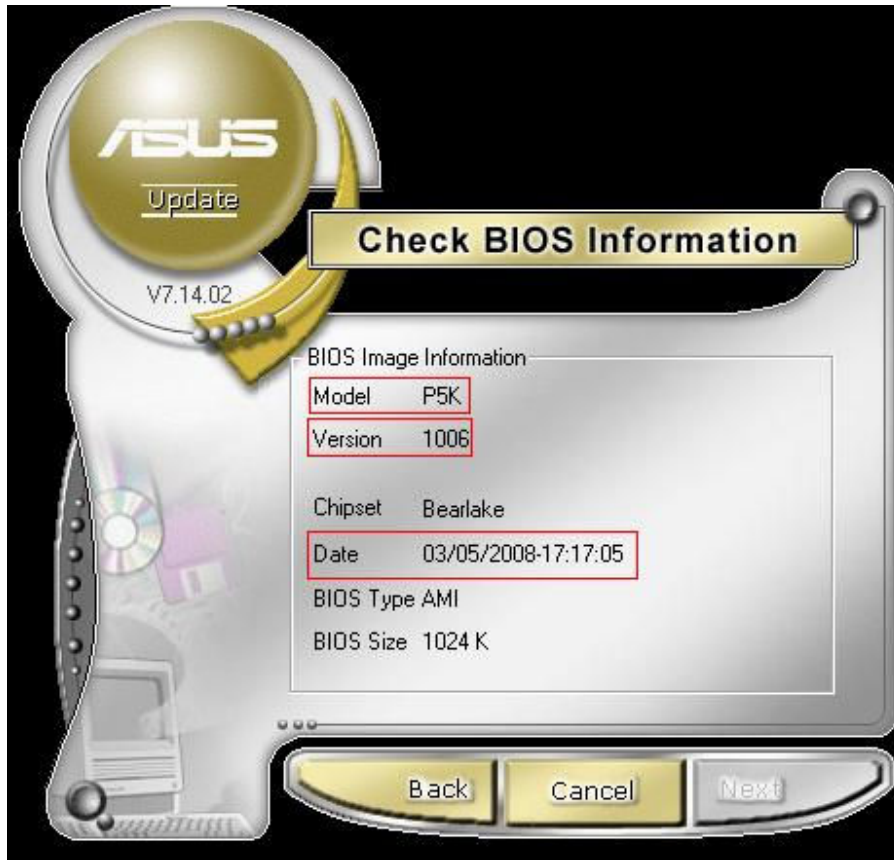 ASUS
Update
V7.14.02
Check BIOS Information
BIOS Image Information
Model P5K
Version 1006
Chipset Bearlake
Date 03/05/2008-17:17:05
BIOS Type AMI
BIOS Size 1024 K
Back Cancel Next